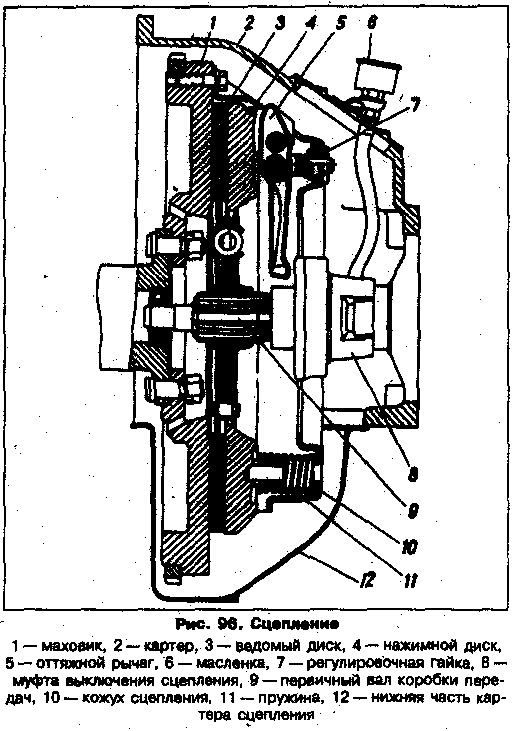 1 2 3 4 5 6
7
8
9
10
11
12
Рис. 96. Сцепление
1 — маховик, 2 — картер, 3 — ведомый диск, 4 — нажимной диск,
5 — оттяжной рычаг, 6 — масленка, 7 — регулировочная гайка, 8 —
муфта выключения сцепления, 9 — первичный вал коробки пере-
дач, 10 — кожух сцепления, 11 — пружина, 12 — нижняя часть кар-
тера сцепления